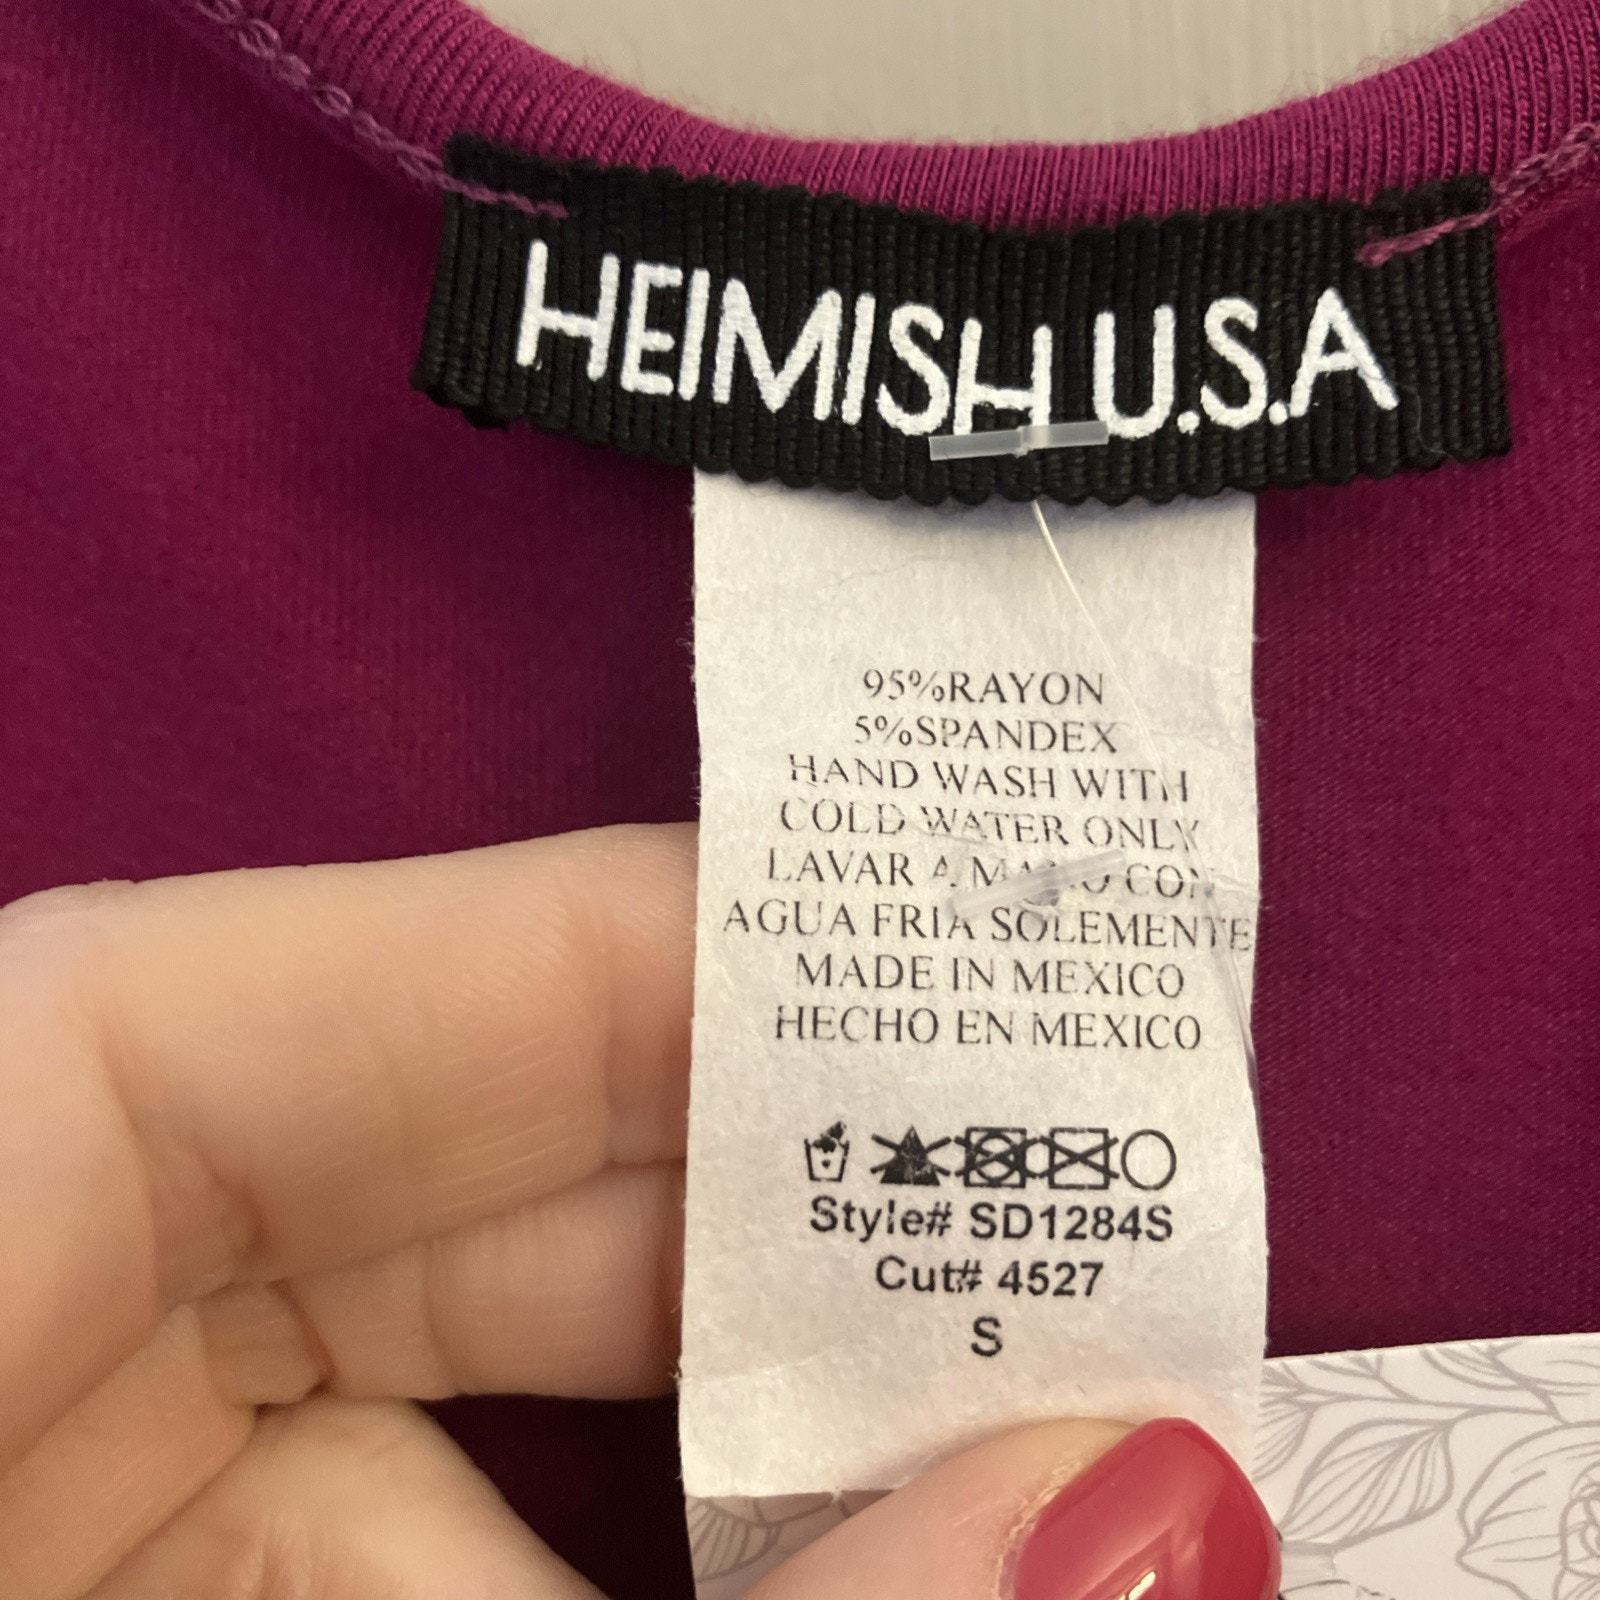 HEIMISH U.S.A
95%RAYON
5%SPANDEX
HAND WASH WITH
COLD WATER ONLY
LAVAR A MANO CON
AGUA FRIA SOLEMENTE
MADE IN MEXICO
HECHO EN MEXICO
Style# SD1284S
Cut# 4527
S